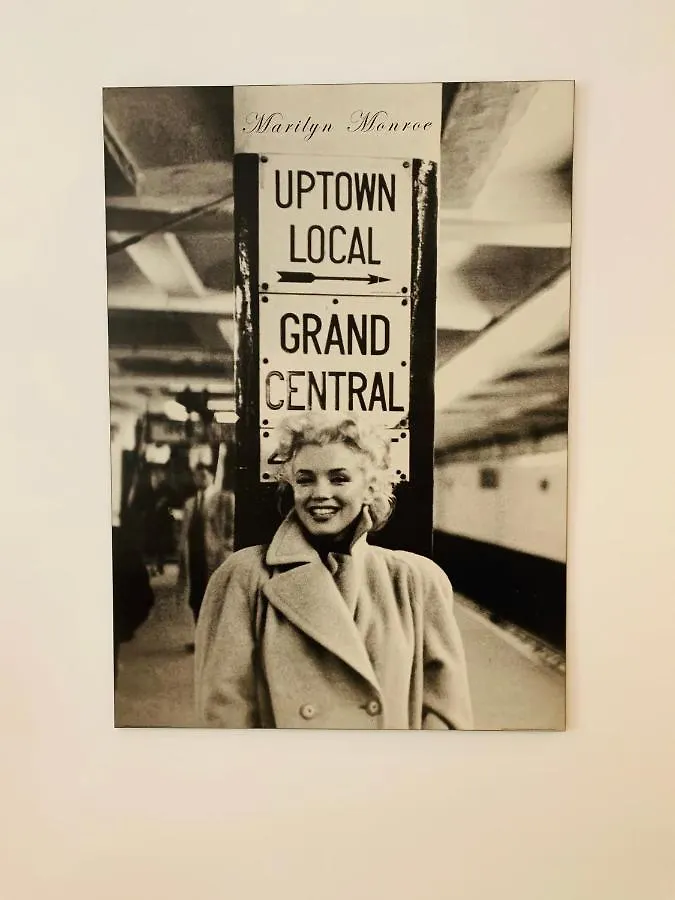 Marilyn Monroe
UPTOWN
LOCAL
GRAND
CENTRAL